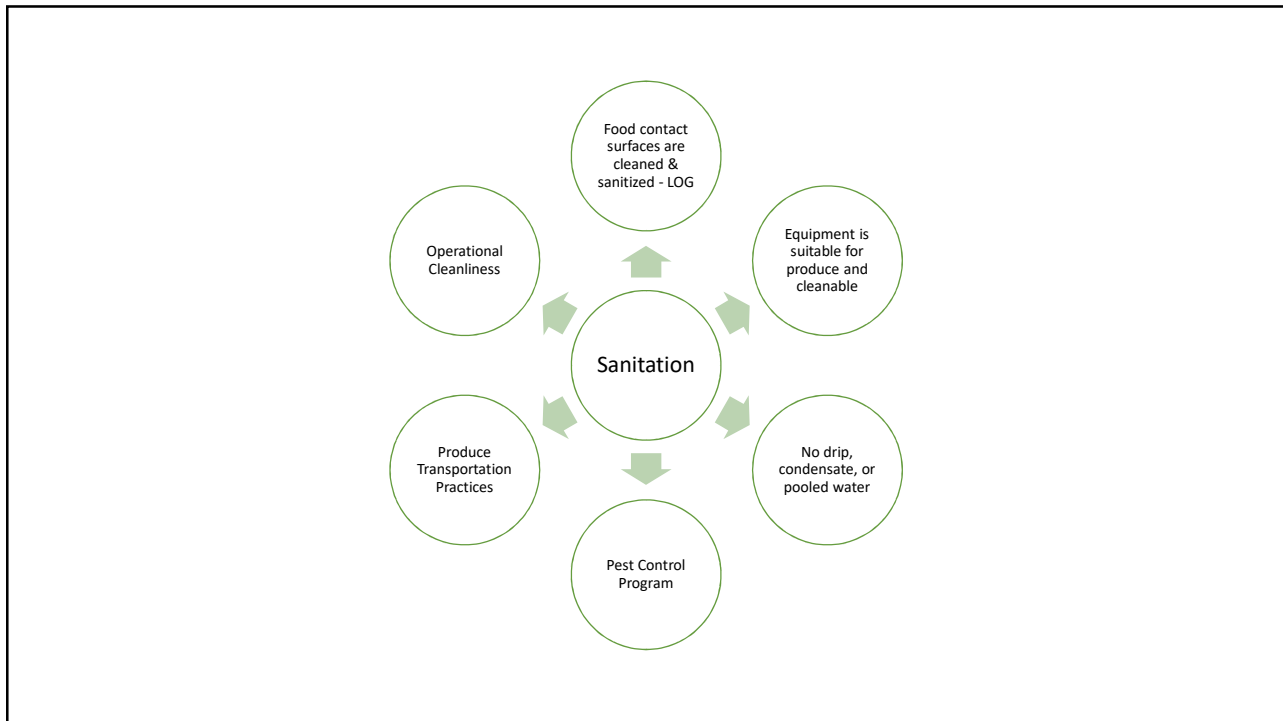 Food contact
surfaces are
cleaned &
sanitized - LOG
Equipment is
suitable for
produce and
cleanable
No drip,
condensate, or
pooled water
Pest Control
Program
Produce
Transportation
Practices
Operational
Cleanliness
Sanitation